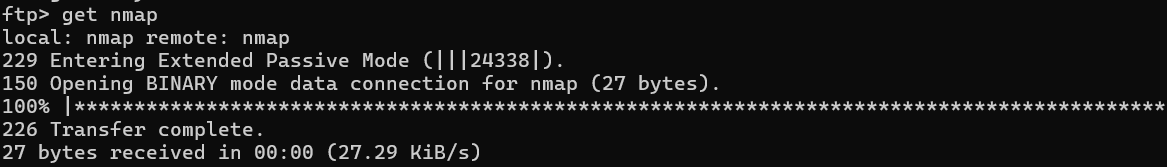 ftp> get nmap
local: nmap remote: nmap
229 Entering Extended Passive Mode (|||24338|).
150 Opening BINARY mode data connection for nmap (27 bytes).
100% |********************************************************************************************
226 Transfer complete.
27 bytes received in 00:00 (27.29 KiB/s)